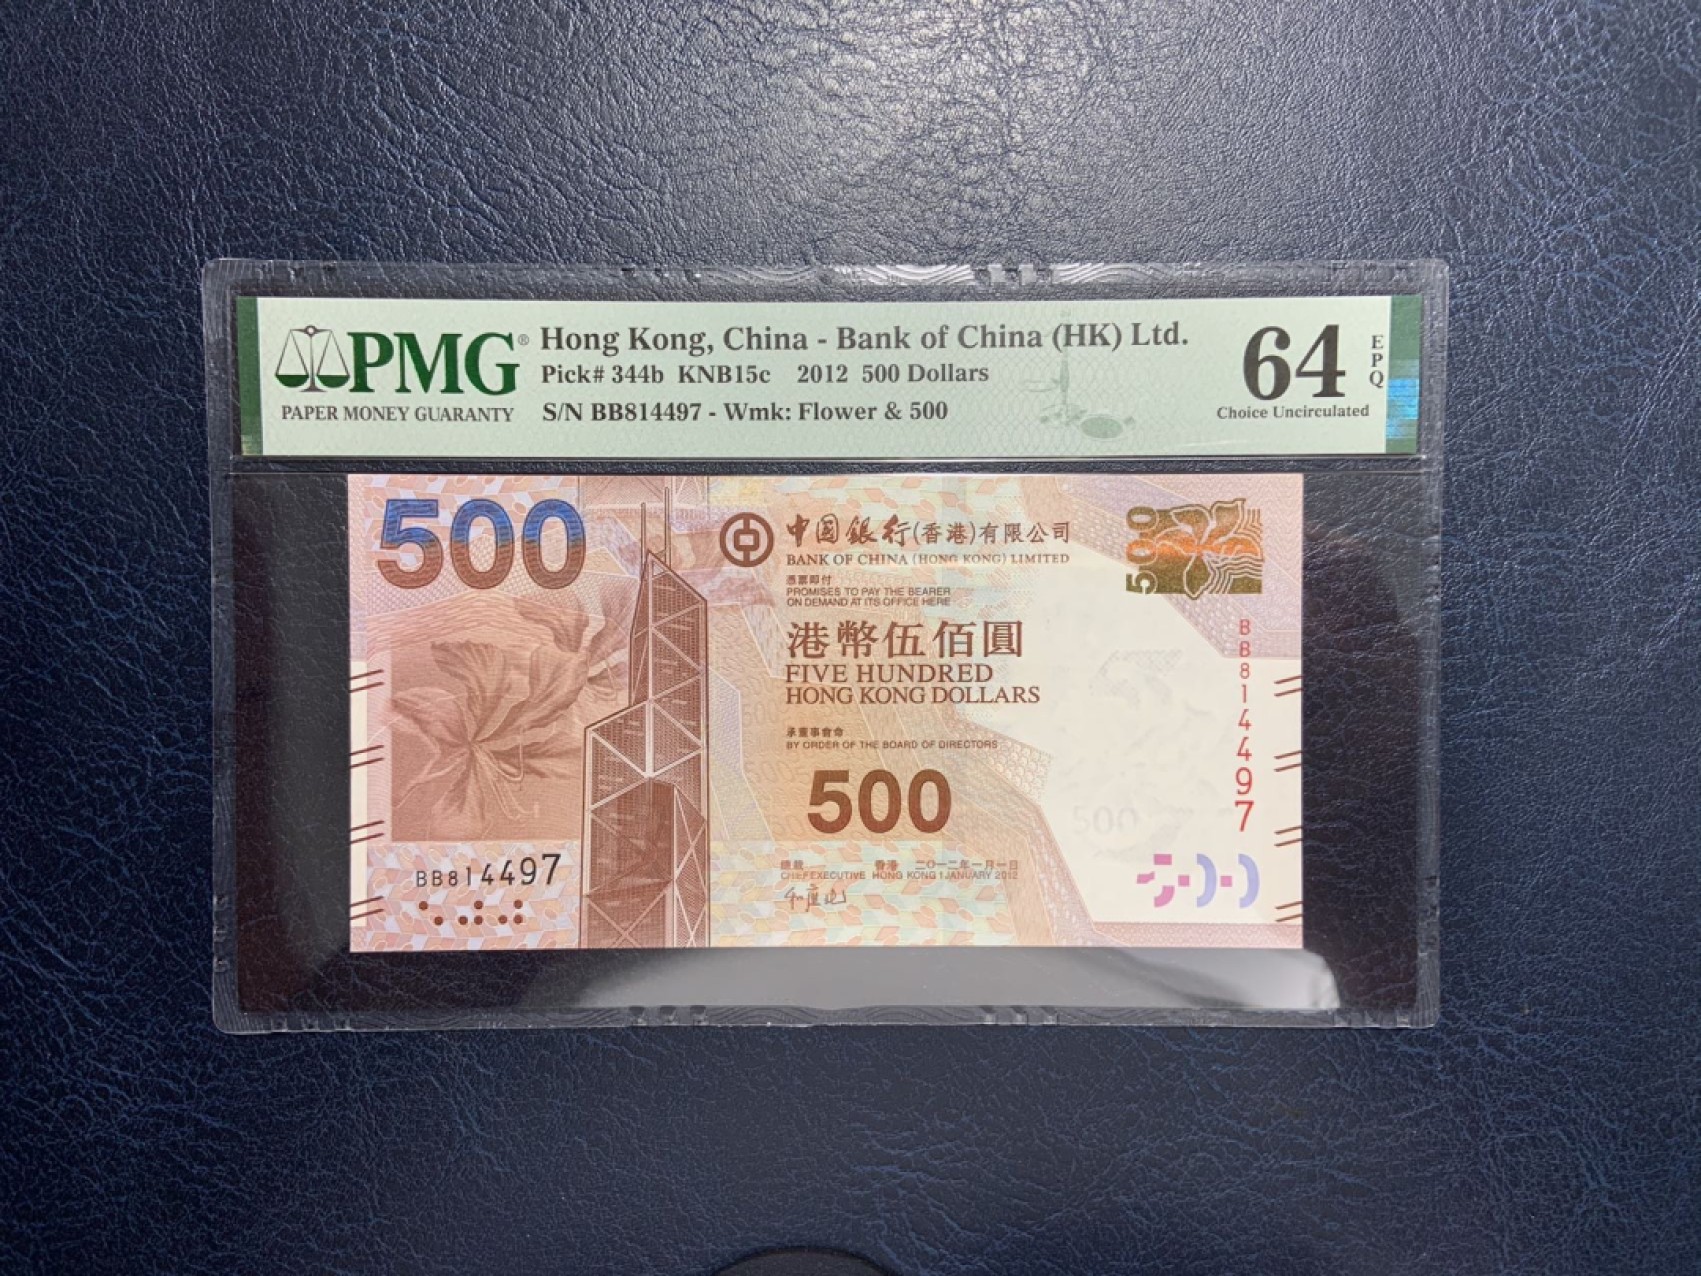 PMG®
PAPER MONEY GUARANTY
Hong Kong, China - Bank of China (HK) Ltd.
Pick# 344b KNB15c 2012 500 Dollars
S/N BB814497 - Wmk: Flower & 500
64
EPQ
Choice Uncirculated
500
中國銀行(香港)有限公司
BANK OF CHINA (HONG KONG) LIMITED
憑票即付
PROMISES TO PAY THE BEARER
ON DEMAND AT ITS OFFICE HERE
港幣伍佰圓
FIVE HUNDRED
HONG KONG DOLLARS
承董事會命
BY ORDER OF THE BOARD OF DIRECTORS
500
總裁 香港 二〇一二年一月一日
CHIEF EXECUTIVE HONG KONG 1 JANUARY 2012
BB814497
500
BB814497
500
500